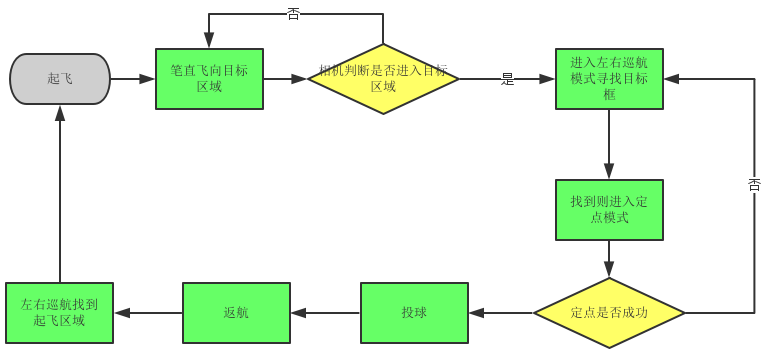 否
起飞
笔直飞向目标
区域
相机判断是否进入目标
区域
是
进入左右巡航
模式寻找目标
框
找到则进入定
点模式
否
左右巡航找到
起飞区域
返航
投球
定点是否成功